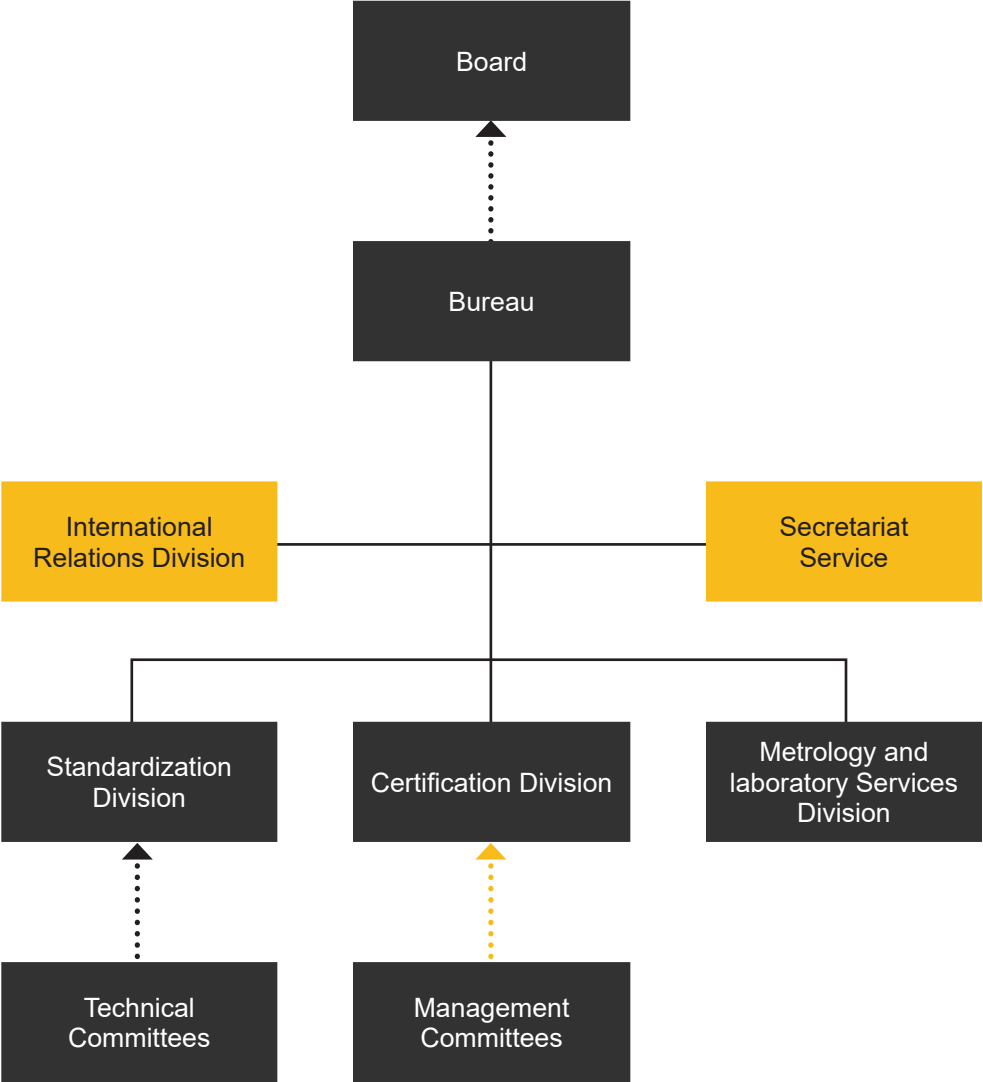 Board
Bureau
International
Relations Division
Secretariat
Service
Standardization
Division
Certification Division
Metrology and
laboratory Services
Division
Technical
Committees
Management
Committees